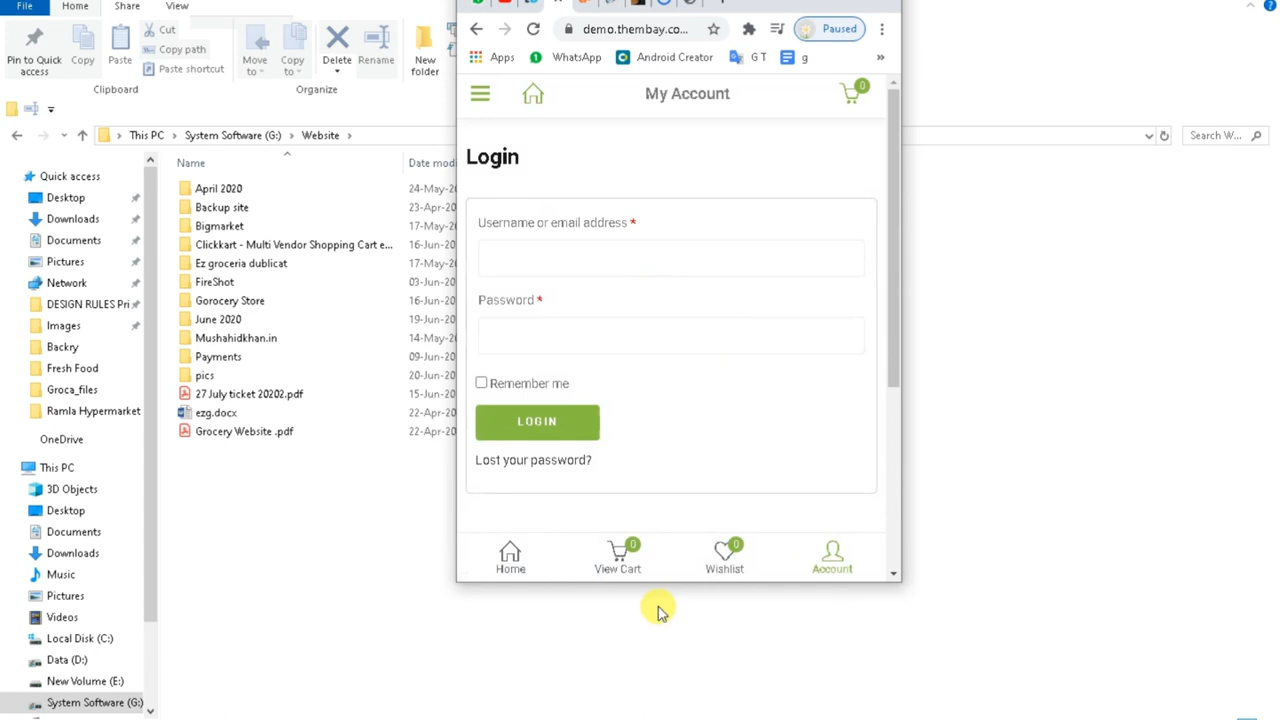 File Home Share View
Pin to Quick access
Copy
Paste
Cut
Copy path
Paste shortcut
Move to
Copy to
Delete
Rename
New folder
Clipboard
Organize
This PC > System Software (G:) > Website >
Search W...
Name
Date modi
Quick access
Desktop
Downloads
Documents
Pictures
Network
DESIGN RULES Pri
Images
Backry
Fresh Food
Groca_files
Ramla Hypermarket
OneDrive
This PC
3D Objects
Desktop
Documents
Downloads
Music
Pictures
Videos
Local Disk (C:)
Data (D:)
New Volume (E:)
System Software (G:)
April 2020 24-May-20
Backup site 23-Apr-20
Bigmarket 17-May-20
Clickkart - Multi Vendor Shopping Cart e... 16-Jun-20
Ez groceria dublicat 17-May-20
FireShot 03-Jun-20
Gorocery Store 16-Jun-20
June 2020 19-Jun-20
Mushahidkhan.in 14-May-20
Payments 09-Jun-20
pics 20-Jun-20
27 July ticket 20202.pdf 15-Jun-20
ezg.docx 22-Apr-20
Grocery Website .pdf 22-Apr-20
demo.thembay.co...
Paused
Apps WhatsApp Android Creator G T g »
My Account
0
Login
Username or email address *
Password *
Remember me
LOGIN
Lost your password?
0 0
Home View Cart Wishlist Account